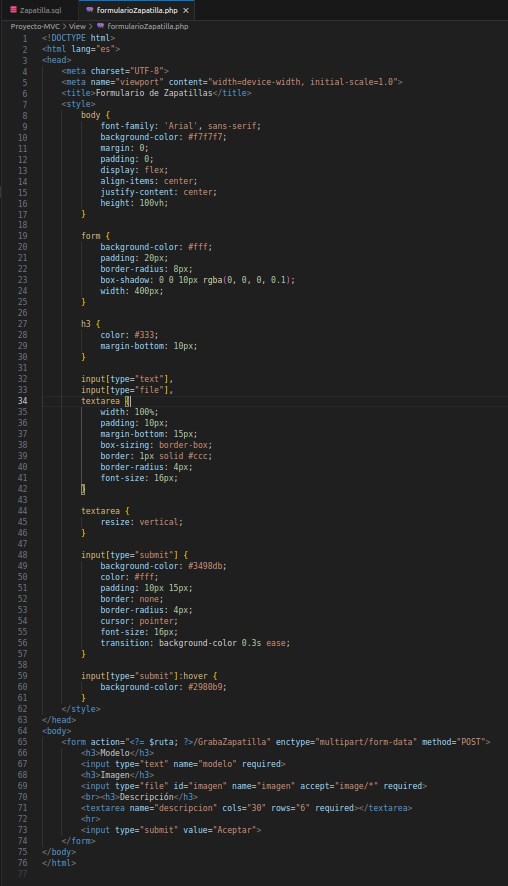 Zapatilla.sql formularioZapatilla.php ×
Proyecto-MVC > View > formularioZapatilla.php
1 <!DOCTYPE html>
2 <html lang="es">
3 <head>
4     <meta charset="UTF-8">
5     <meta name="viewport" content="width=device-width, initial-scale=1.0">
6     <title>Formulario de Zapatillas</title>
7     <style>
8         body {
9             font-family: 'Arial', sans-serif;
10             background-color: #f7f7f7;
11             margin: 0;
12             padding: 0;
13             display: flex;
14             align-items: center;
15             justify-content: center;
16             height: 100vh;
17         }
18
19         form {
20             background-color: #fff;
21             padding: 20px;
22             border-radius: 8px;
23             box-shadow: 0 0 10px rgba(0, 0, 0, 0.1);
24             width: 400px;
25         }
26
27         h3 {
28             color: #333;
29             margin-bottom: 10px;
30         }
31
32         input[type="text"],
33         input[type="file"],
34         textarea {
35             width: 100%;
36             padding: 10px;
37             margin-bottom: 15px;
38             box-sizing: border-box;
39             border: 1px solid #ccc;
40             border-radius: 4px;
41             font-size: 16px;
42         }
43
44         textarea {
45             resize: vertical;
46         }
47
48         input[type="submit"] {
49             background-color: #3498db;
50             color: #fff;
51             padding: 10px 15px;
52             border: none;
53             border-radius: 4px;
54             cursor: pointer;
55             font-size: 16px;
56             transition: background-color 0.3s ease;
57         }
58
59         input[type="submit"]:hover {
60             background-color: #2980b9;
61         }
62     </style>
63 </head>
64 <body>
65     <form action="<?= $ruta; ?>/GrabaZapatilla" enctype="multipart/form-data" method="POST">
66         <h3>Modelo</h3>
67         <input type="text" name="modelo" required>
68         <h3>Imagen</h3>
69         <input type="file" id="imagen" name="imagen" accept="image/*" required>
70         <br><h3>Descripción</h3>
71         <textarea name="descripcion" cols="30" rows="6" required></textarea>
72         <hr>
73         <input type="submit" value="Aceptar">
74     </form>
75 </body>
76 </html>
77